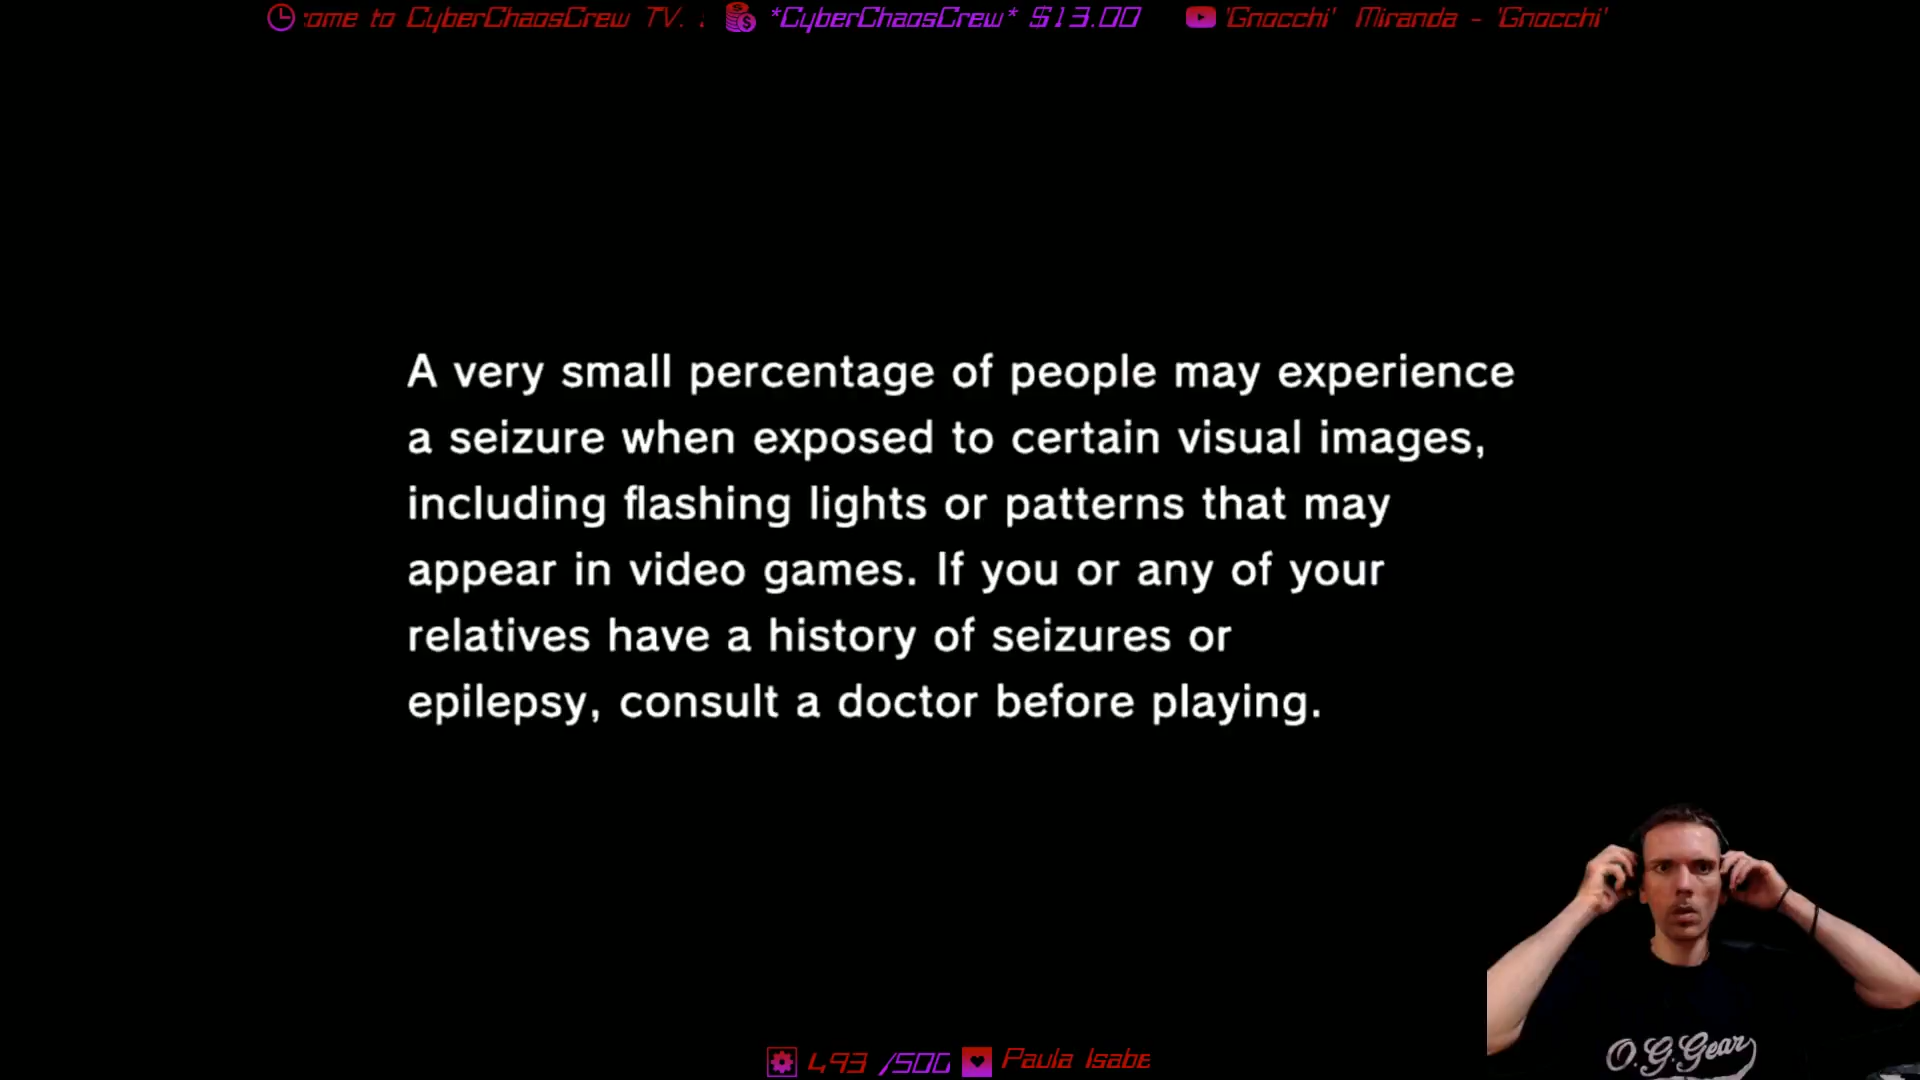 ome to CyberChaosCrew TV.
*CyberChaosCrew* $13.00
'Gnocchi' Miranda - 'Gnocchi'
A very small percentage of people may experience
a seizure when exposed to certain visual images,
including flashing lights or patterns that may
appear in video games. If you or any of your
relatives have a history of seizures or
epilepsy, consult a doctor before playing.
O.G.Gear
493 /500
Paula Isabe